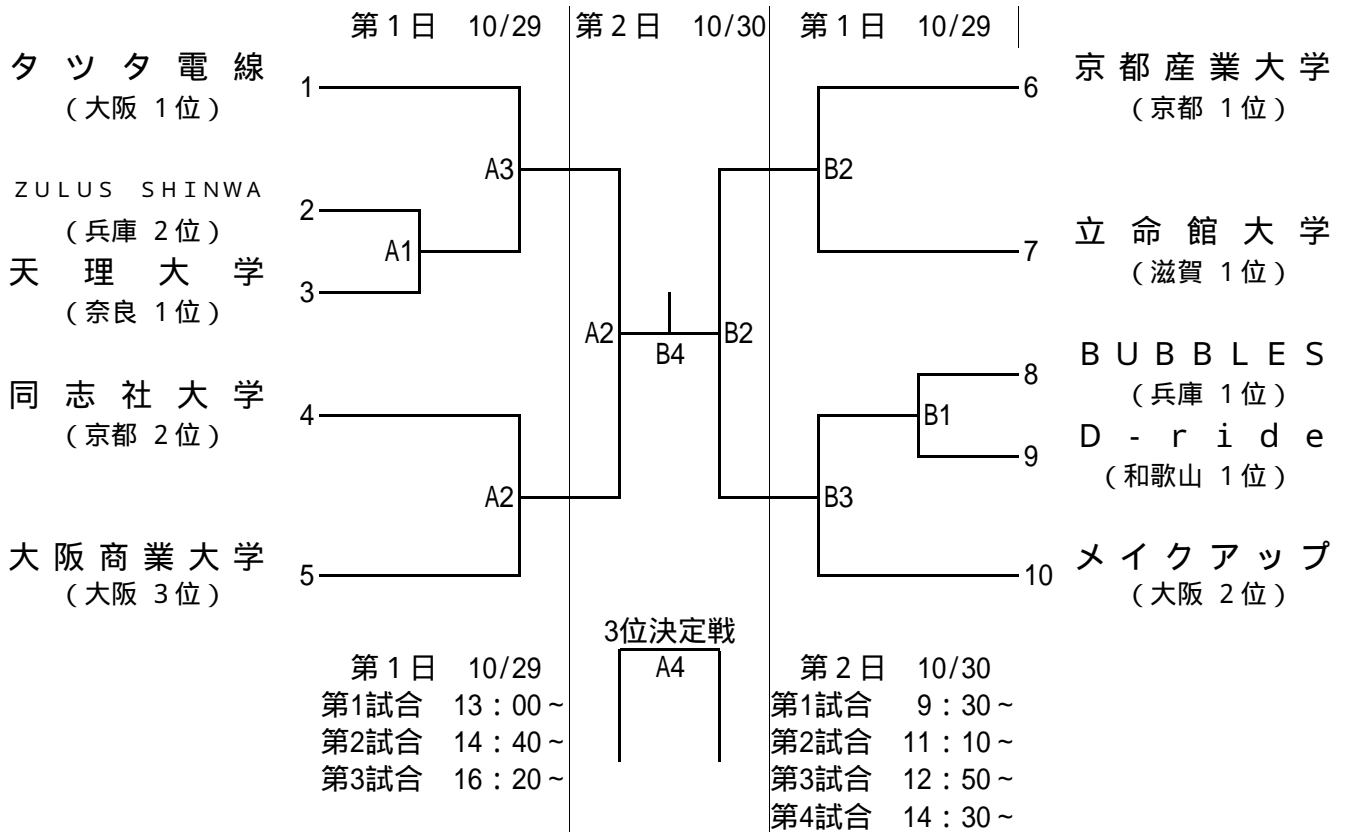 第1日 10/29 第2日 10/30 第1日 10/29
タツタ電線
(大阪 1位)
1
ZULUS SHINWA
(兵庫 2位)
2
天理大学
(奈良 1位)
3
同志社大学
(京都 2位)
4
大阪商業大学
(大阪 3位)
5
A3
A1
A2
A2
B4
B2
B2
B1
B3
京都産業大学
(京都 1位)
6
立命館大学
(滋賀 1位)
7
BUBBLES
(兵庫 1位)
8
D-ride
(和歌山 1位)
9
メイクアップ
(大阪 2位)
10
3位決定戦
A4
第1日 10/29
第1試合 13:00~
第2試合 14:40~
第3試合 16:20~
第2日 10/30
第1試合 9:30~
第2試合 11:10~
第3試合 12:50~
第4試合 14:30~